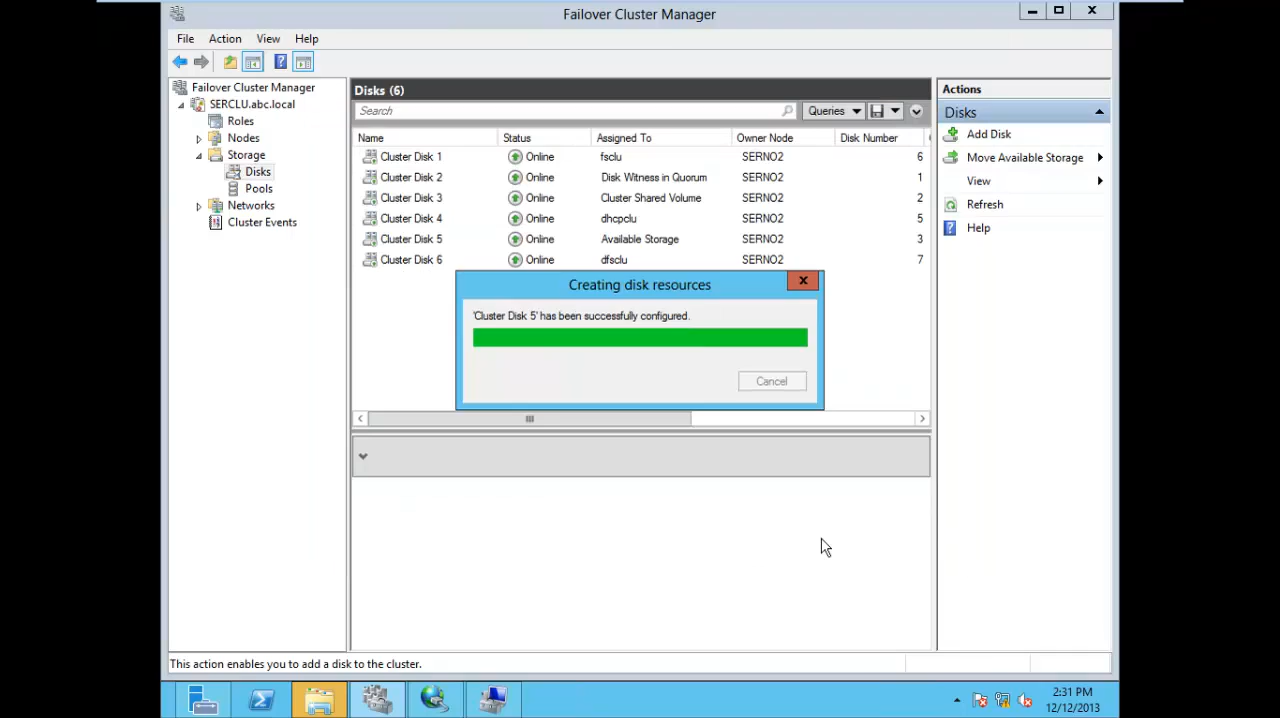 Failover Cluster Manager
File Action View Help
Failover Cluster Manager
SERCLU.abc.local
Roles
Nodes
Storage
Disks
Pools
Networks
Cluster Events
Disks (6)
Search
Queries
Name Status Assigned To Owner Node Disk Number
Cluster Disk 1 Online fsclu SERNO2 6
Cluster Disk 2 Online Disk Witness in Quorum SERNO2 1
Cluster Disk 3 Online Cluster Shared Volume SERNO2 2
Cluster Disk 4 Online dhcpclu SERNO2 5
Cluster Disk 5 Online Available Storage SERNO2 3
Cluster Disk 6 Online dfsclu SERNO2 7
Creating disk resources
'Cluster Disk 5' has been successfully configured.
Cancel
Actions
Disks
Add Disk
Move Available Storage
View
Refresh
Help
This action enables you to add a disk to the cluster.
2:31 PM
12/12/2013